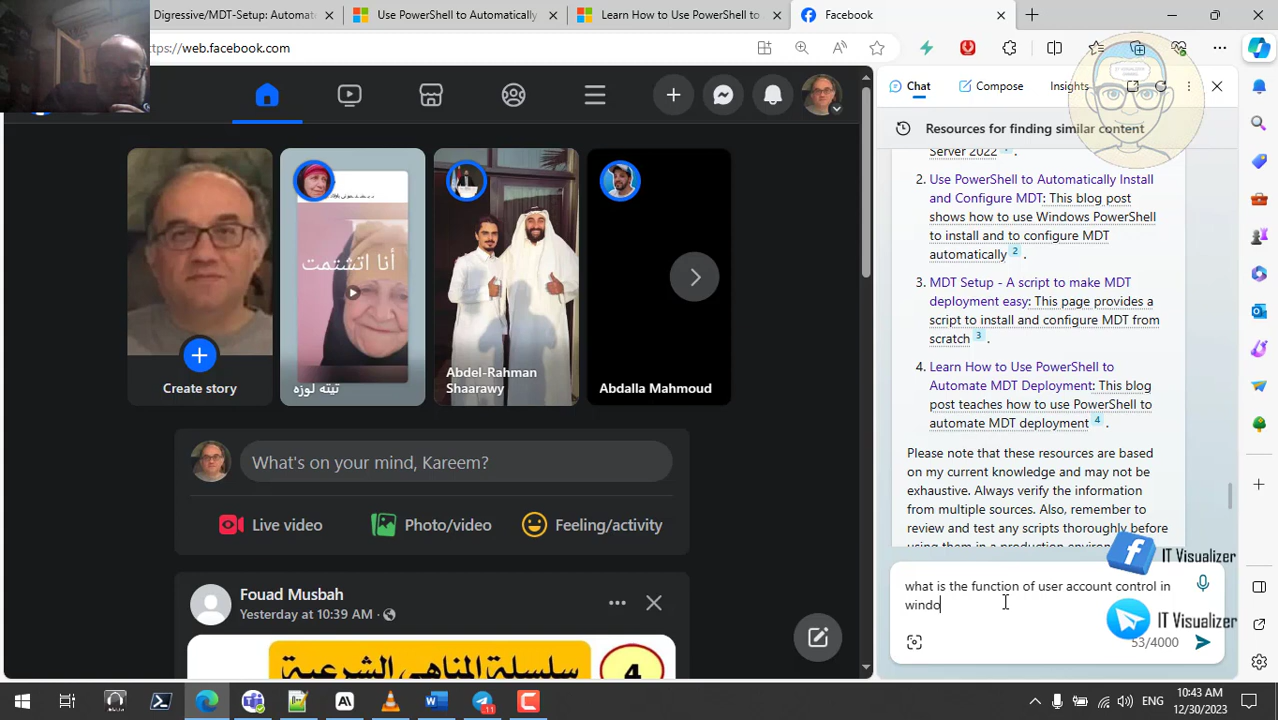 Digressive/MDT-Setup: Automate
Use PowerShell to Automatically
Learn How to Use PowerShell to
Facebook
ttps://web.facebook.com
Chat
Compose
Insights
Resources for finding similar content
Server 2022
2. Use PowerShell to Automatically Install
and Configure MDT: This blog post
shows how to use Windows PowerShell
to install and to configure MDT
automatically 2 .
3. MDT Setup - A script to make MDT
deployment easy: This page provides a
script to install and configure MDT from
scratch 3 .
4. Learn How to Use PowerShell to
Automate MDT Deployment: This blog
post teaches how to use PowerShell to
automate MDT deployment 4 .
Please note that these resources are based
on my current knowledge and may not be
exhaustive. Always verify the information
from multiple sources. Also, remember to
review and test any scripts thoroughly before
using them in a production
what is the function of user account control in
windo
53/4000
IT Visualizer
IT Visualizer
أنا اتشتمت
Create story
تيته لوزه
Abdel-Rahman
Shaarawy
Abdalla Mahmoud
What's on your mind, Kareem?
Live video
Photo/video
Feeling/activity
Fouad Musbah
Yesterday at 10:39 AM
سلسلة المناهي الشرعية
4
11
ENG
10:43 AM
12/30/2023